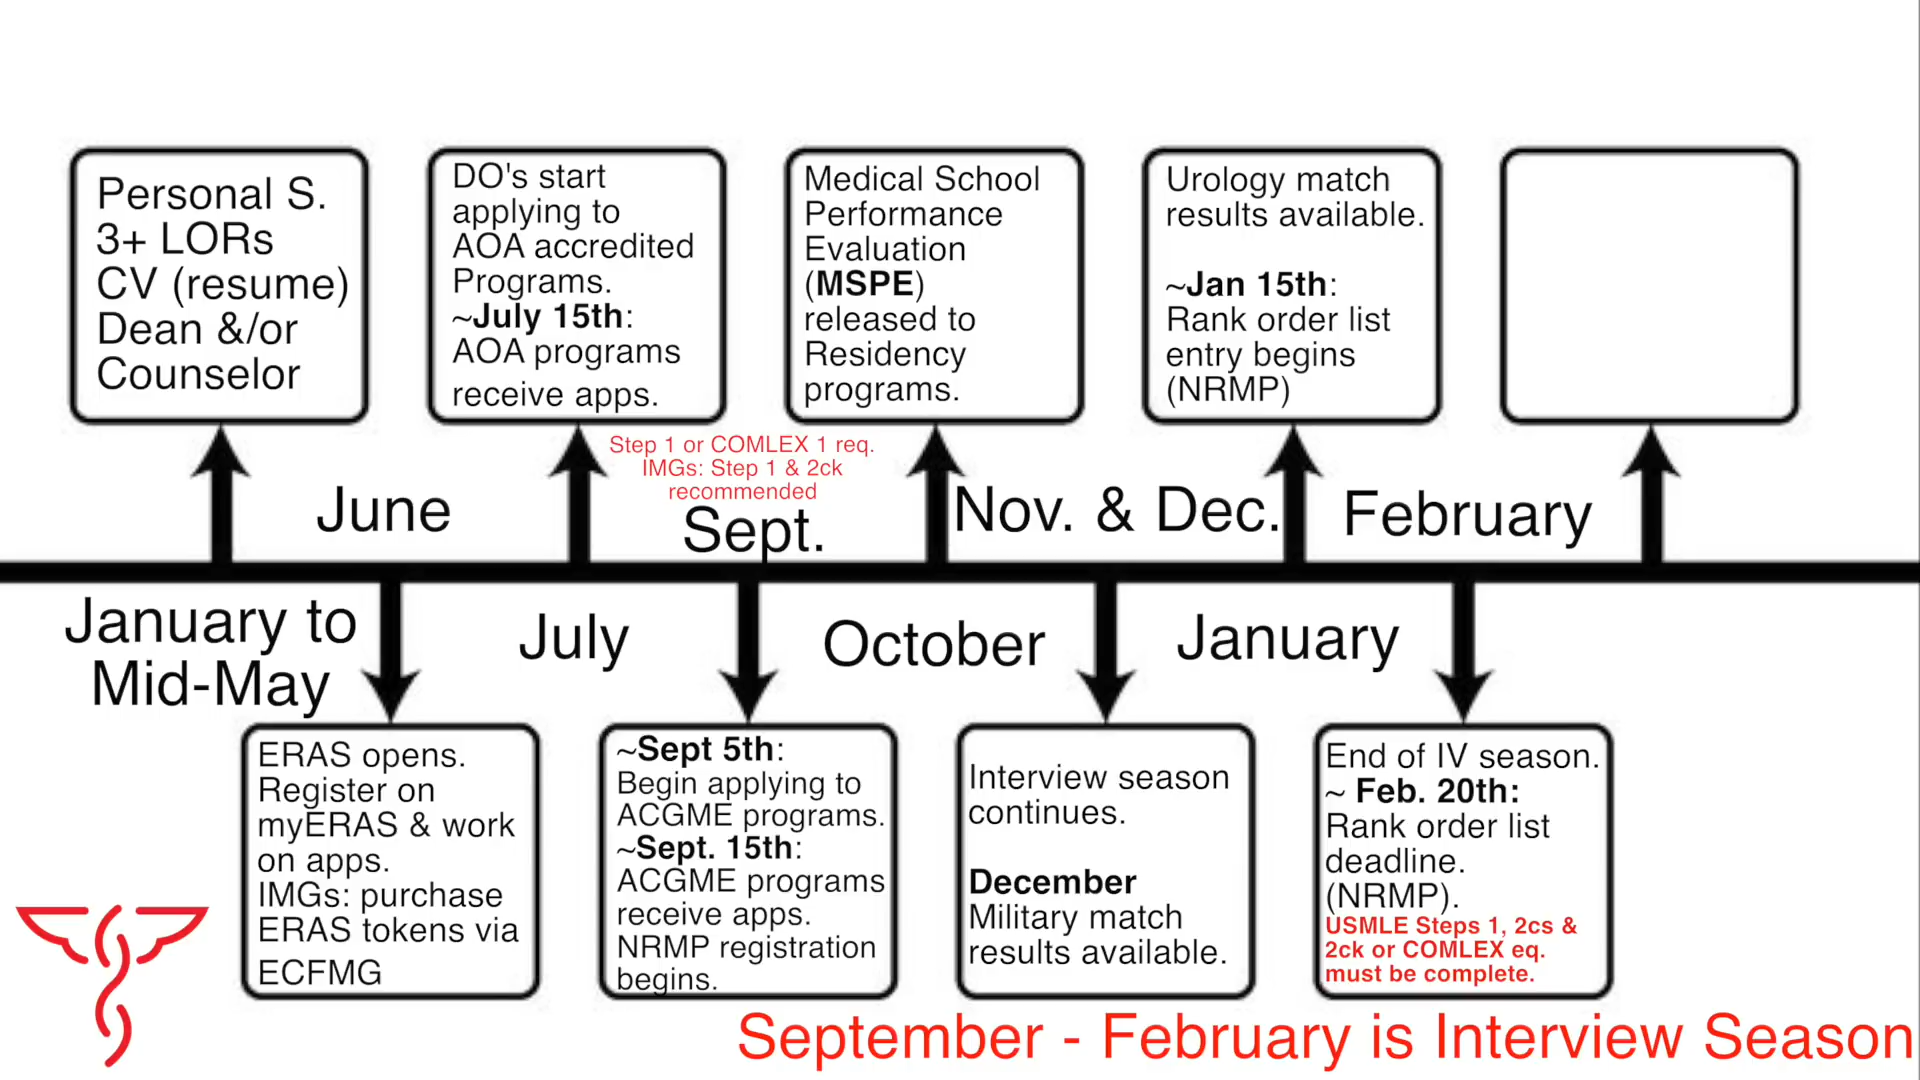 Personal S.
3+ LORs
CV (resume)
Dean &/or
Counselor
DO's start
applying to
AOA accredited
Programs.
~July 15th:
AOA programs
receive apps.
Medical School
Performance
Evaluation
(MSPE)
released to
Residency
programs.
Urology match
results available.
~Jan 15th:
Rank order list
entry begins
(NRMP)
Step 1 or COMLEX 1 req.
IMGs: Step 1 & 2ck
recommended
June
Sept.
Nov. & Dec.
February
January to
Mid-May
July
October
January
ERAS opens.
Register on
myERAS & work
on apps.
IMGs: purchase
ERAS tokens via
ECFMG
~Sept 5th:
Begin applying to
ACGME programs.
~Sept. 15th:
ACGME programs
receive apps.
NRMP registration
begins.
Interview season
continues.
December
Military match
results available.
End of IV season.
~ Feb. 20th:
Rank order list
deadline.
(NRMP).
USMLE Steps 1, 2cs &
2ck or COMLEX eq.
must be complete.
September - February is Interview Season